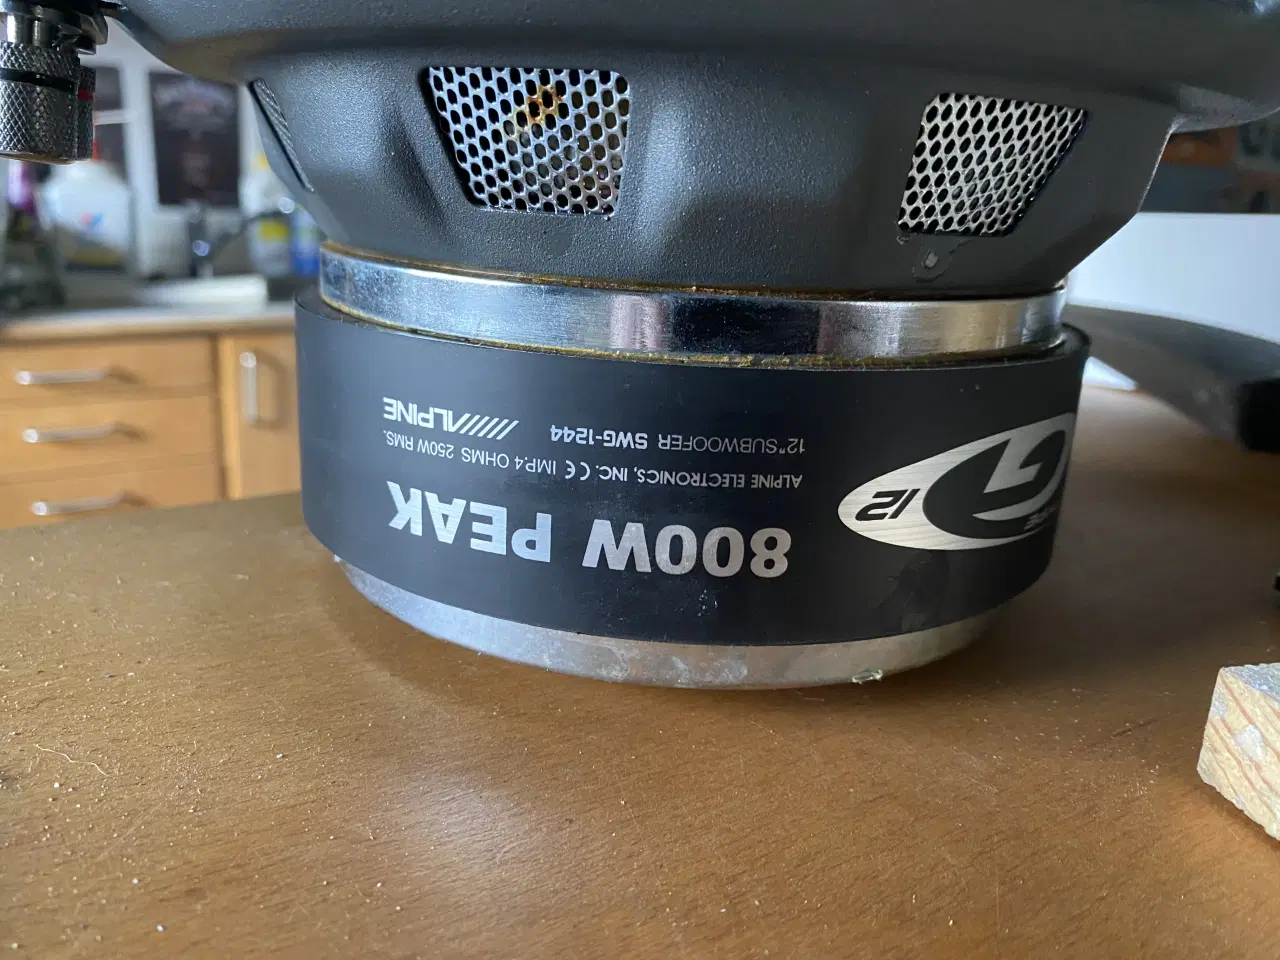 G
12
800W PEAK
ALPINE ELECTRONICS, INC. CE IMP.4 OHMS 250W RMS.
12"SUBWOOFER SWG-1244 ALPINE